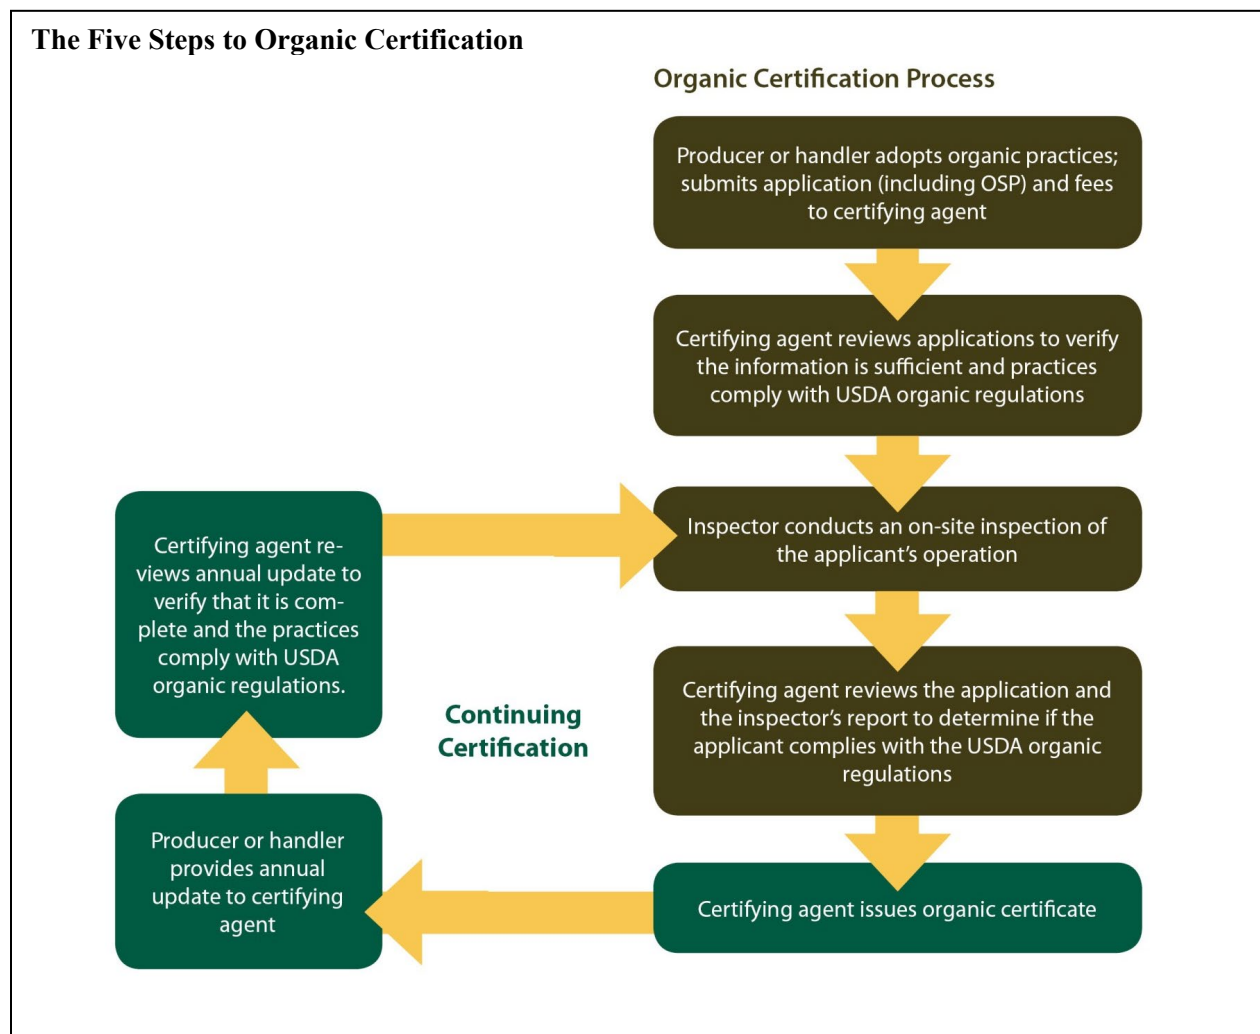 The Five Steps to Organic Certification
Organic Certification Process
Producer or handler adopts organic practices;
submits application (including OSP) and fees
to certifying agent
Certifying agent reviews applications to verify
the information is sufficient and practices
comply with USDA organic regulations
Inspector conducts an on-site inspection of
the applicant’s operation
Certifying agent reviews the application and
the inspector’s report to determine if the
applicant complies with the USDA organic
regulations
Certifying agent issues organic certificate
Continuing
Certification
Producer or handler
provides annual
update to certifying
agent
Certifying agent re-
views annual update to
verify that it is com-
plete and the practices
comply with USDA
organic regulations.